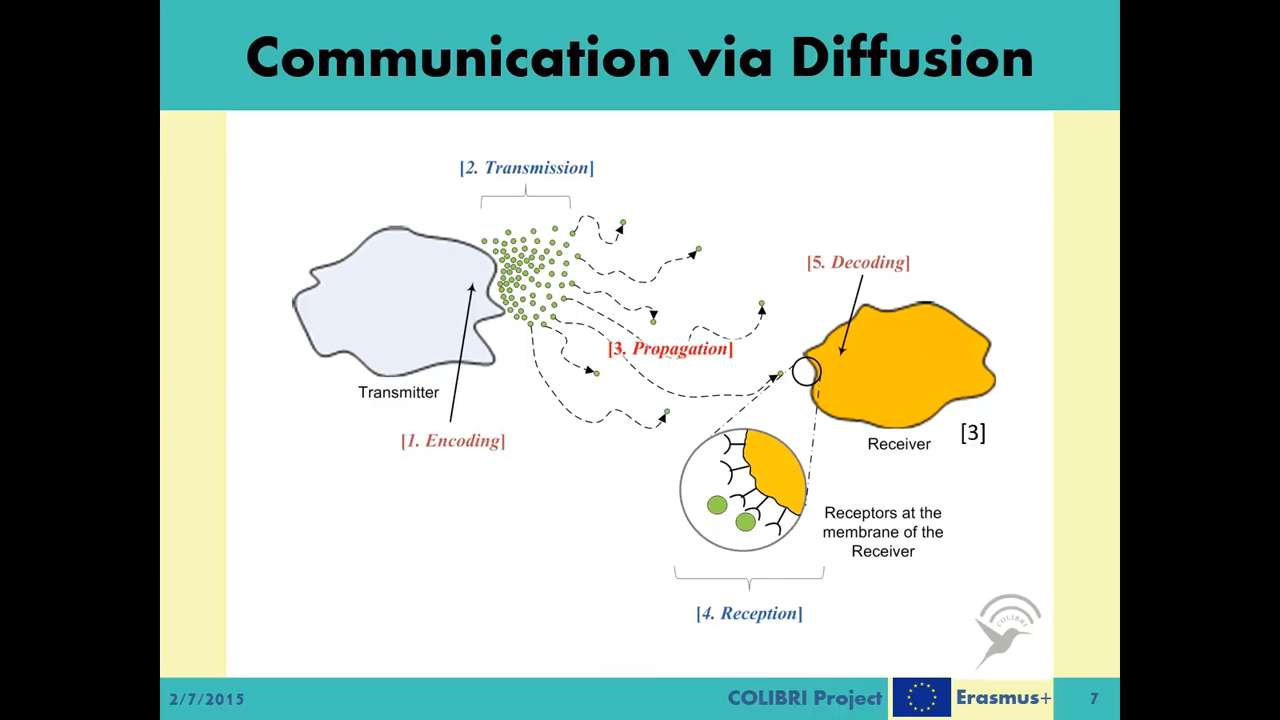 Communication via Diffusion
[2. Transmission]
[5. Decoding]
[3. Propagation]
Transmitter
[1. Encoding]
Receiver
[3]
Receptors at the
membrane of the
Receiver
[4. Reception]
COLIBRI
2/7/2015
COLIBRI Project
Erasmus+
7